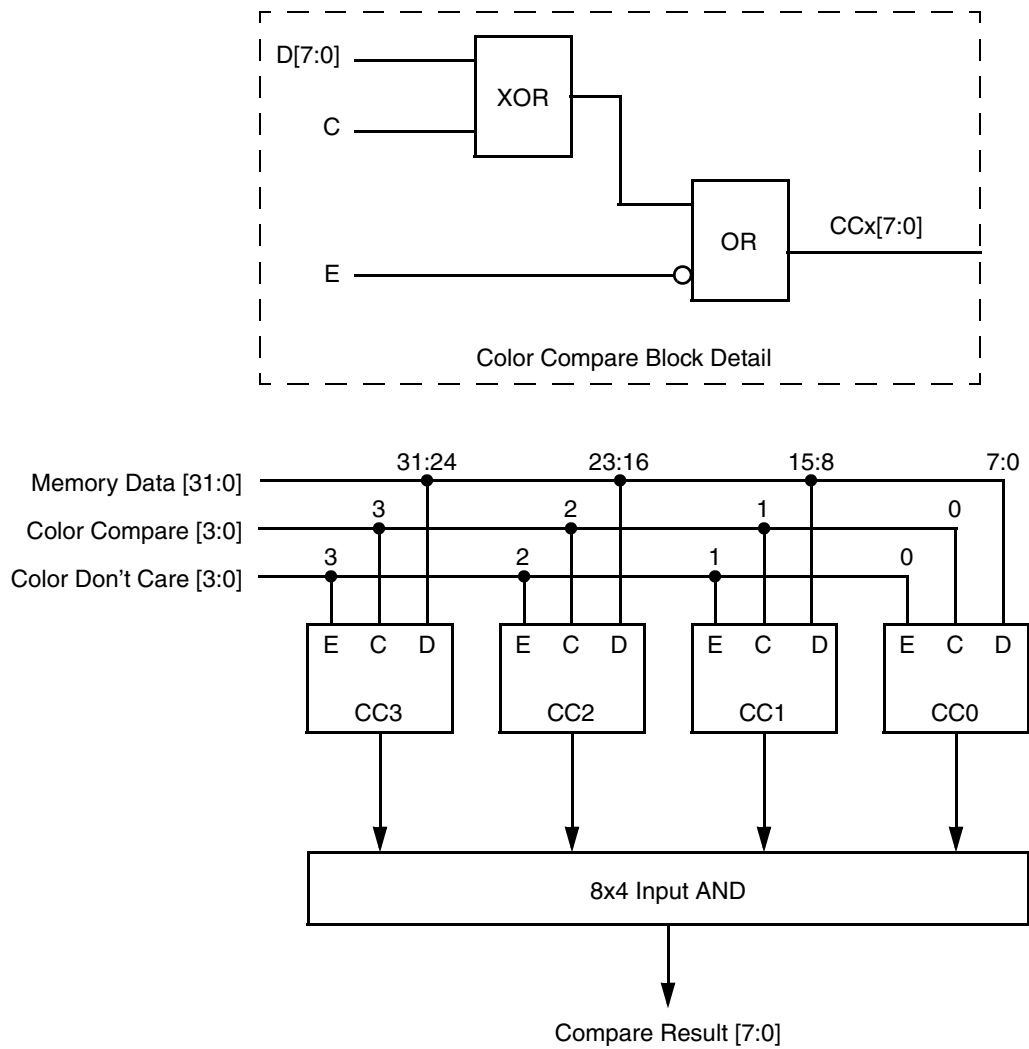 D[7:0]
XOR
C
CCx[7:0]
OR
E
Color Compare Block Detail
31:24 23:16 15:8 7:0
Memory Data [31:0]
3 2 1 0
Color Compare [3:0]
3 2 1 0
Color Don't Care [3:0]
E C D E C D E C D E C D
CC3 CC2 CC1 CC0
8x4 Input AND
Compare Result [7:0]